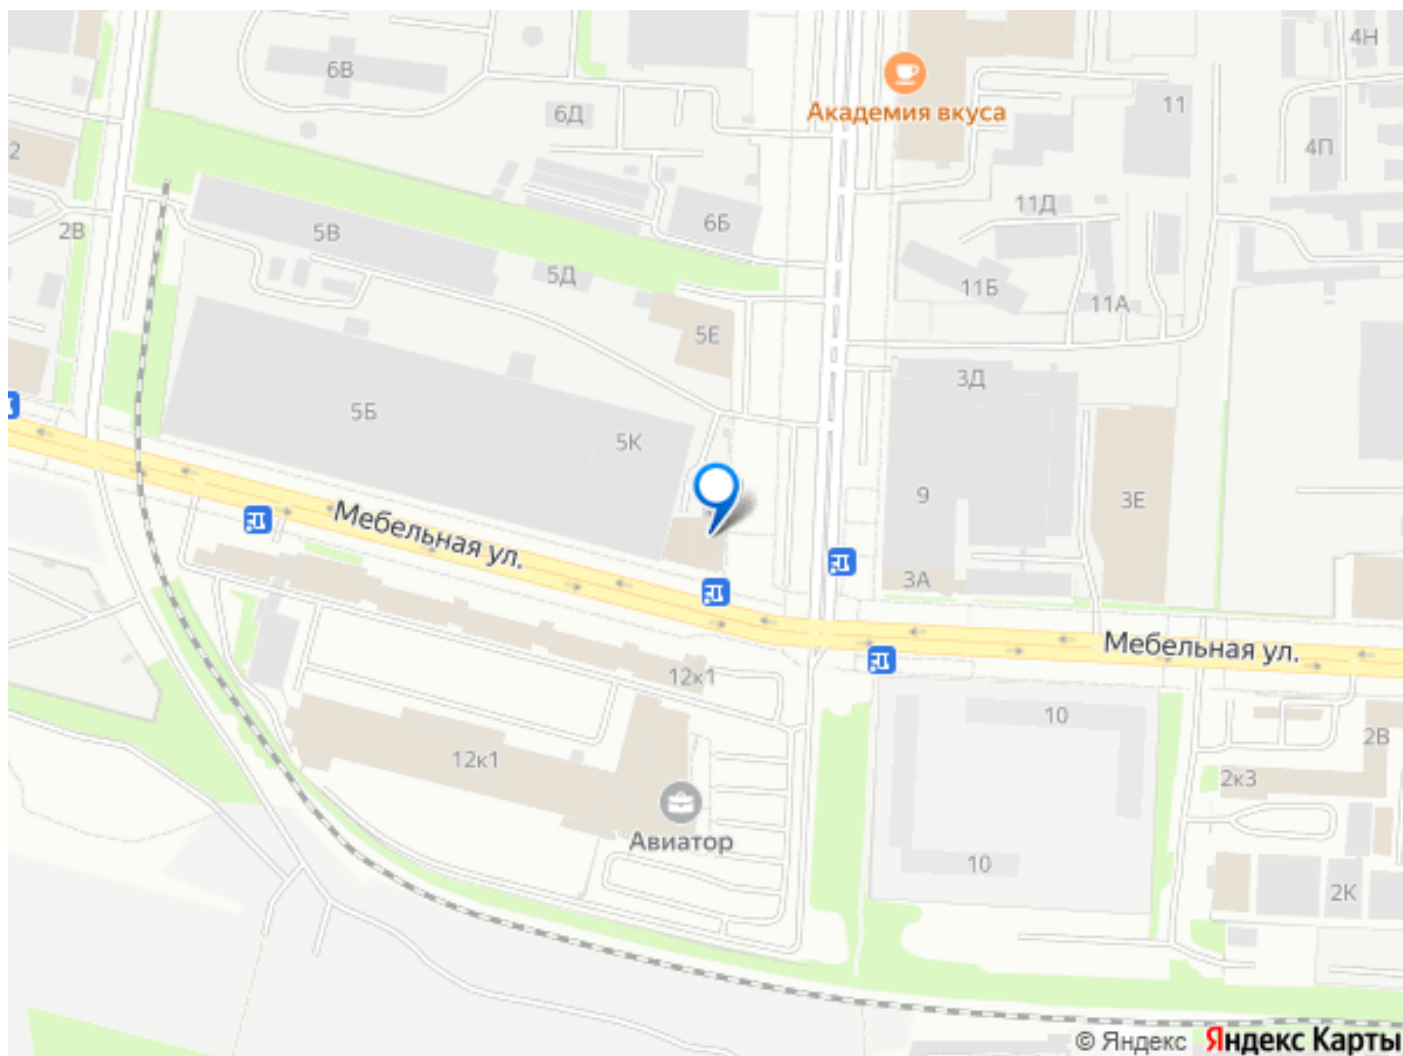 4Н
6В
Академия вкуса
11
6Д
4П
2
11Д
6Б
2В
5В
5Д
11Б
11А
5Е
3Д
5Б
5К
9
3Е
Мебельная ул.
3А
Мебельная ул.
12к1
10
2В
12к1
2к3
Авиатор
10
2К
© Яндекс Яндекс Карты